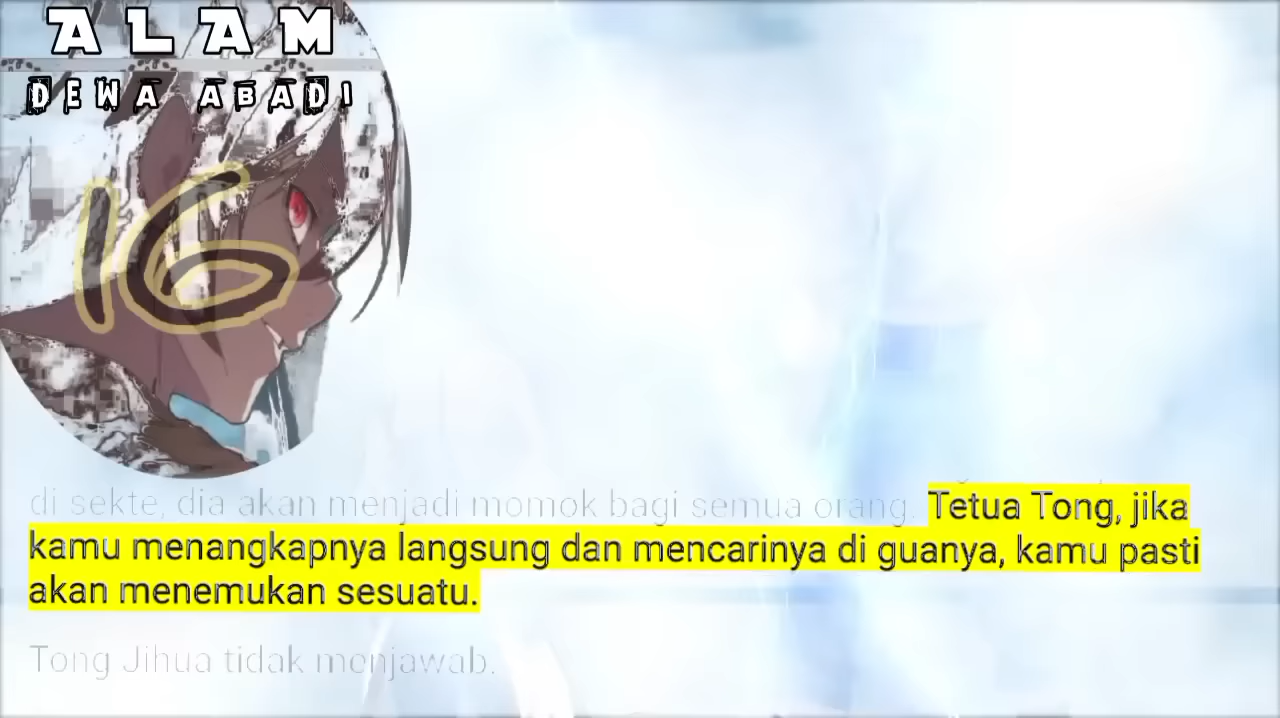 ALAM
DEWA ABADI
16
di sekte, dia akan menjadi momok bagi semua orang. Tetua Tong, jika
kamu menangkapnya langsung dan mencarinya di guanya, kamu pasti
akan menemukan sesuatu.
Tong Jihua tidak menjawab.